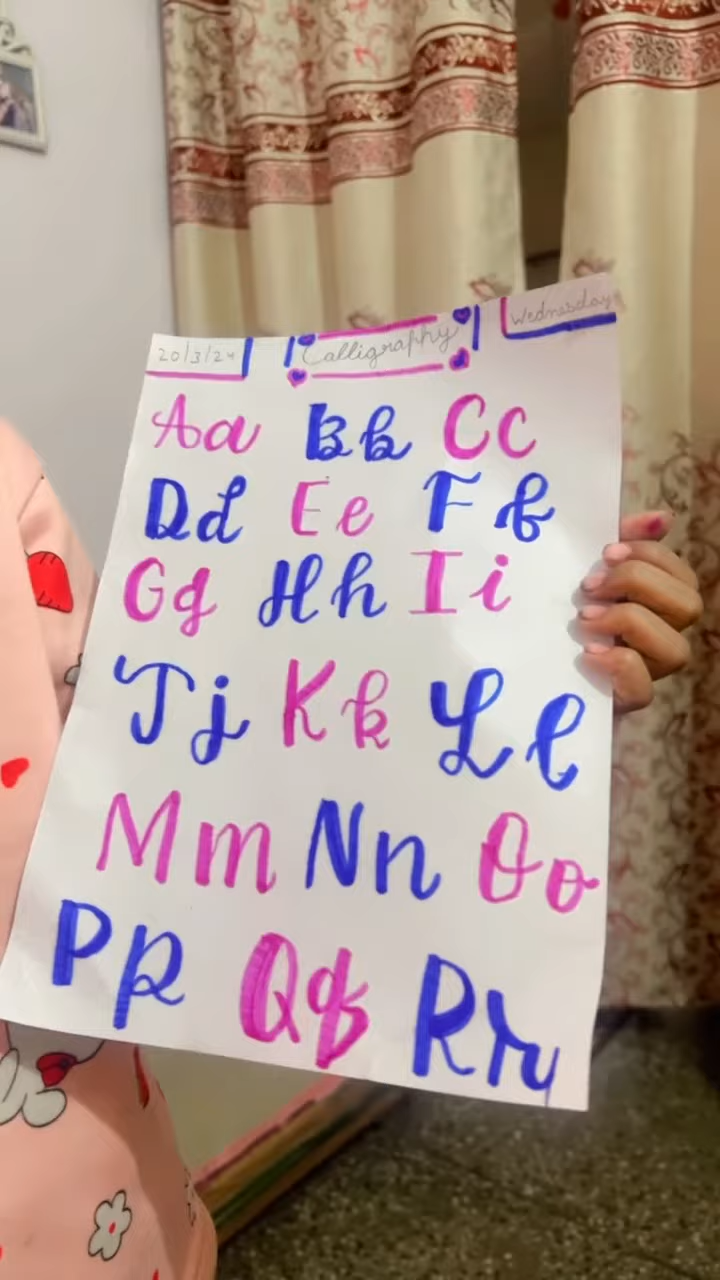 20/3/24 Calligraphy Wednesday
Aa Bb Cc
Dd Ee Ff
Gg Hh Ii
Jj Kk Ll
Mm Nn Oo
Pp Qq Rr